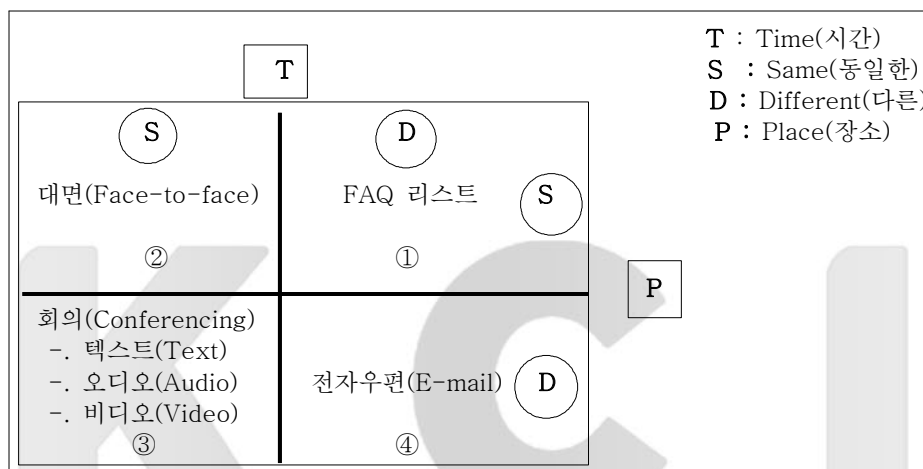 T : Time(시간)
S : Same(동일한)
D : Different(다른)
P : Place(장소)
T
S
D
대면(Face-to-face)
FAQ 리스트
S
②
①
P
회의(Conferencing)
-. 텍스트(Text)
-. 오디오(Audio)
-. 비디오(Video)
③
전자우편(E-mail)
D
④
KCI